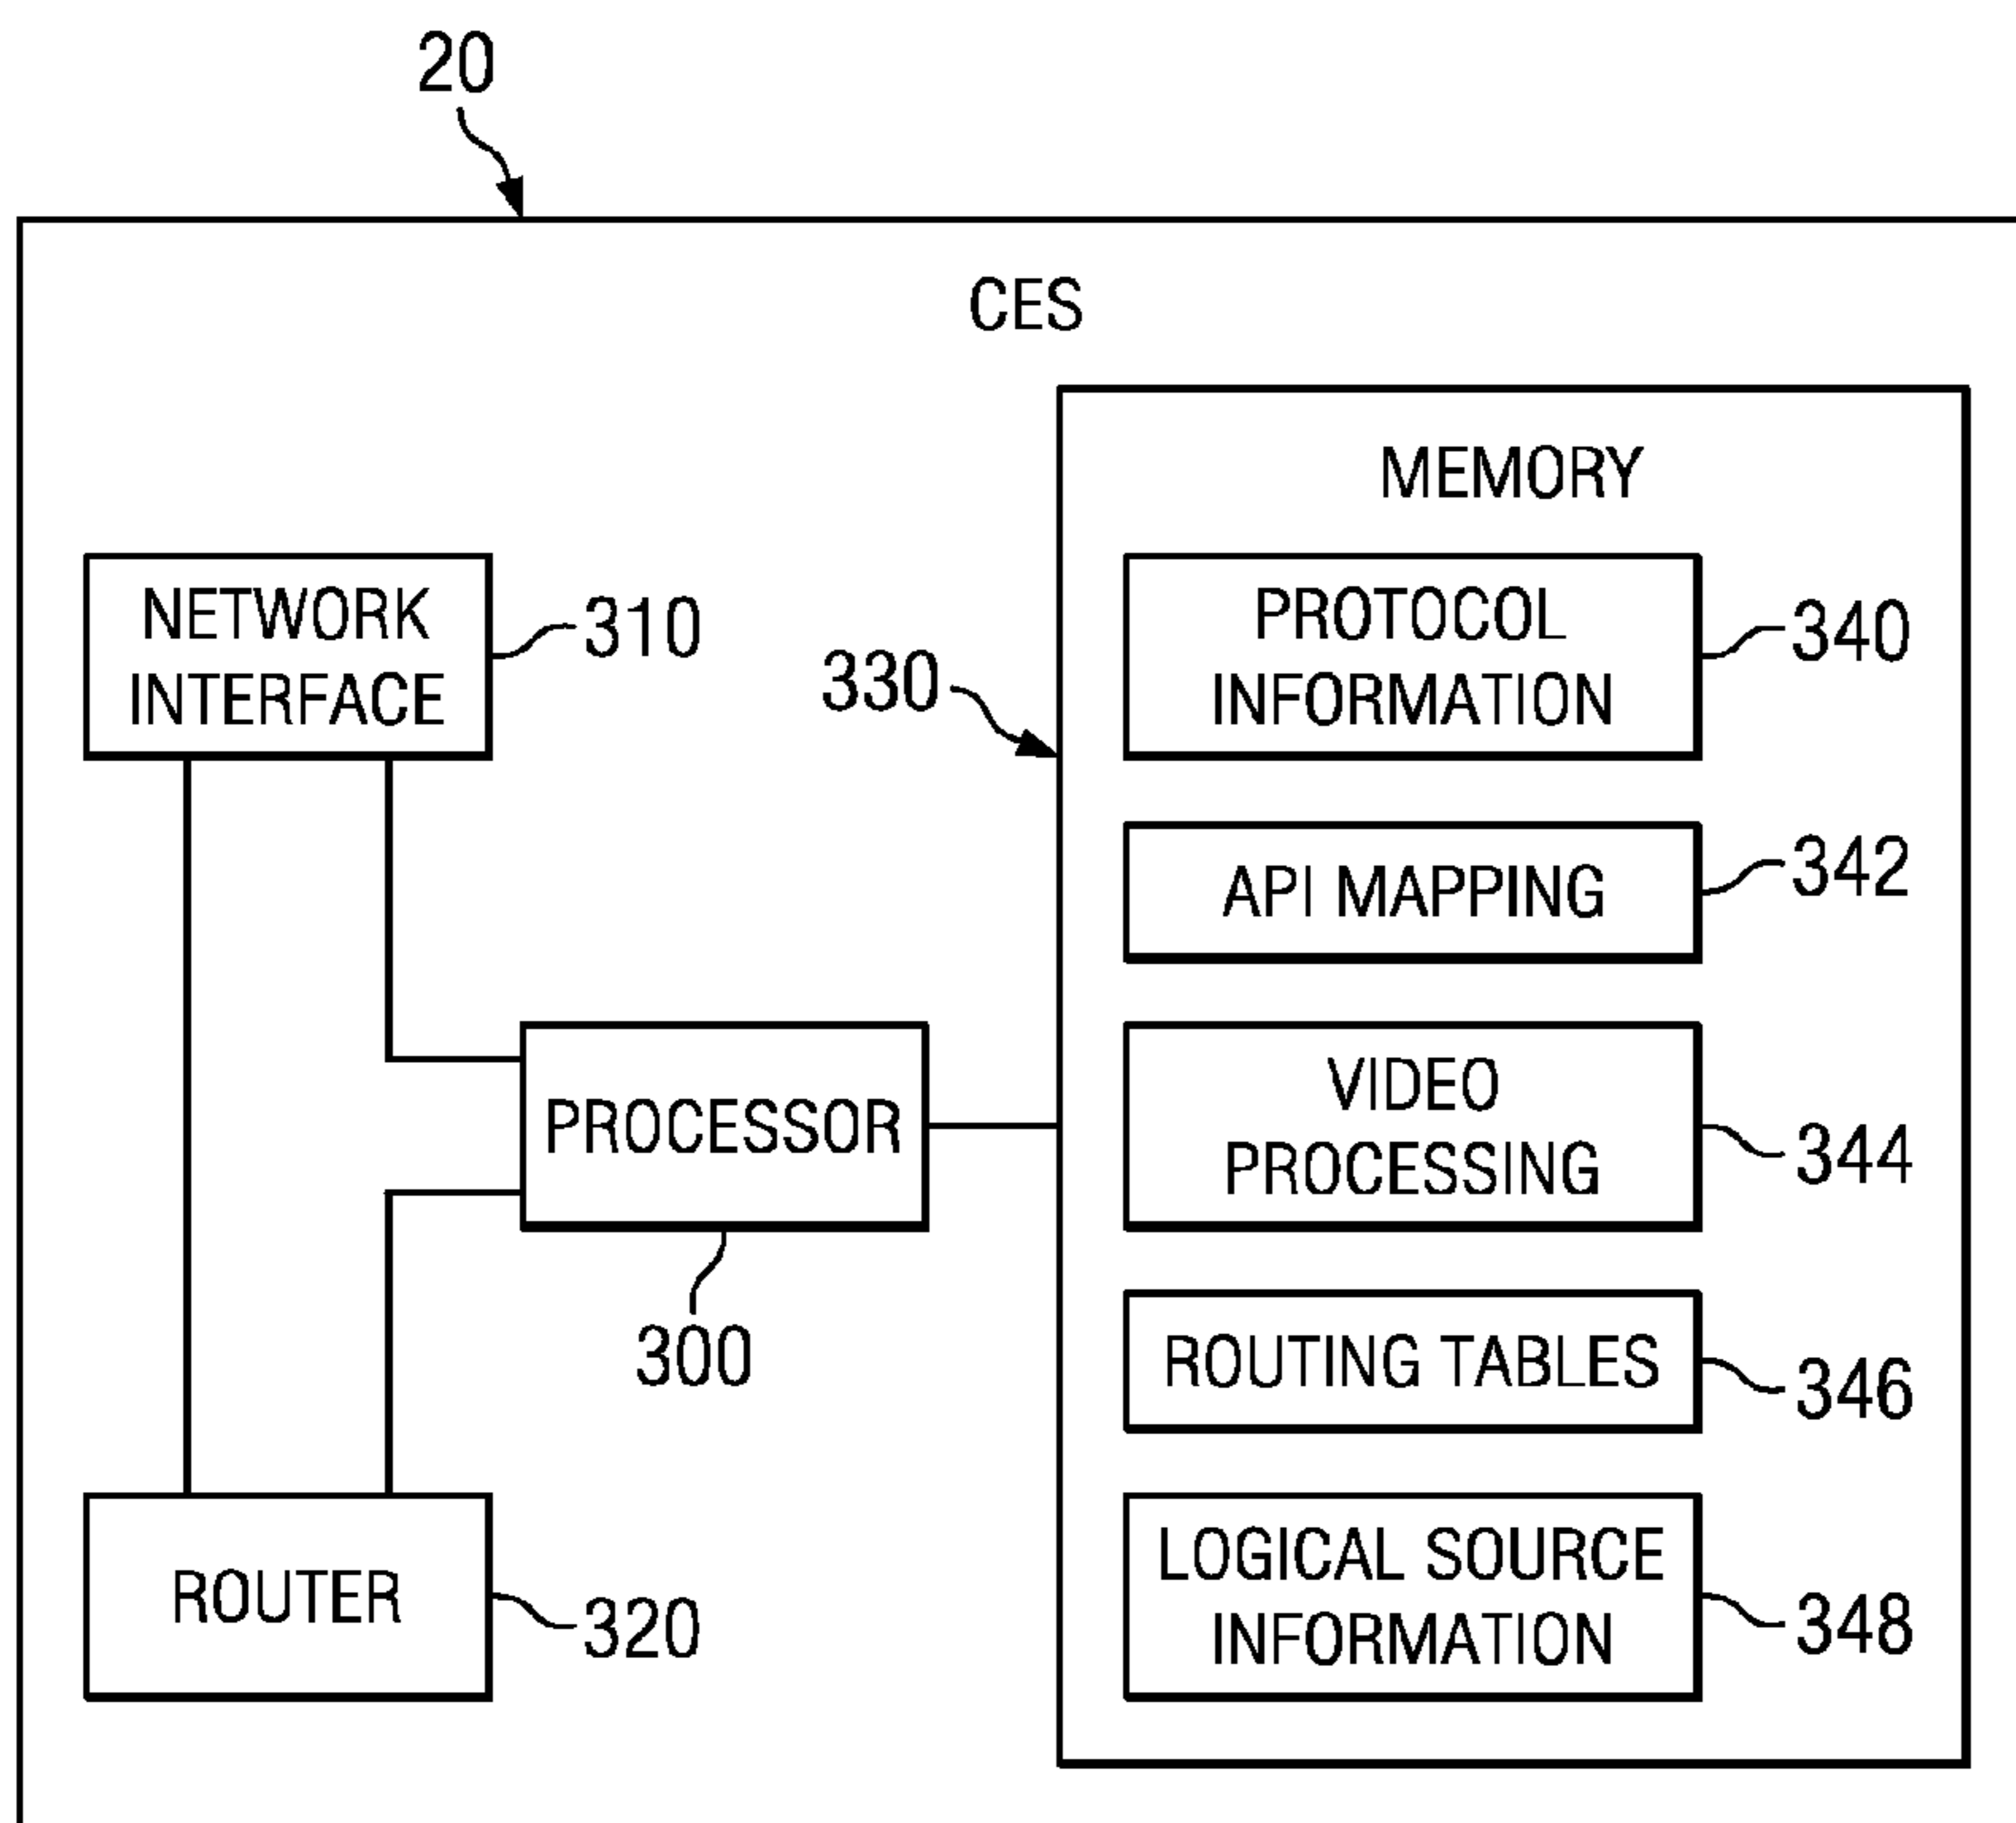 20
CES
MEMORY
NETWORK
INTERFACE
310
330
PROTOCOL
INFORMATION
340
API MAPPING
342
PROCESSOR
300
VIDEO
PROCESSING
344
ROUTING TABLES
346
ROUTER
320
LOGICAL SOURCE
INFORMATION
348